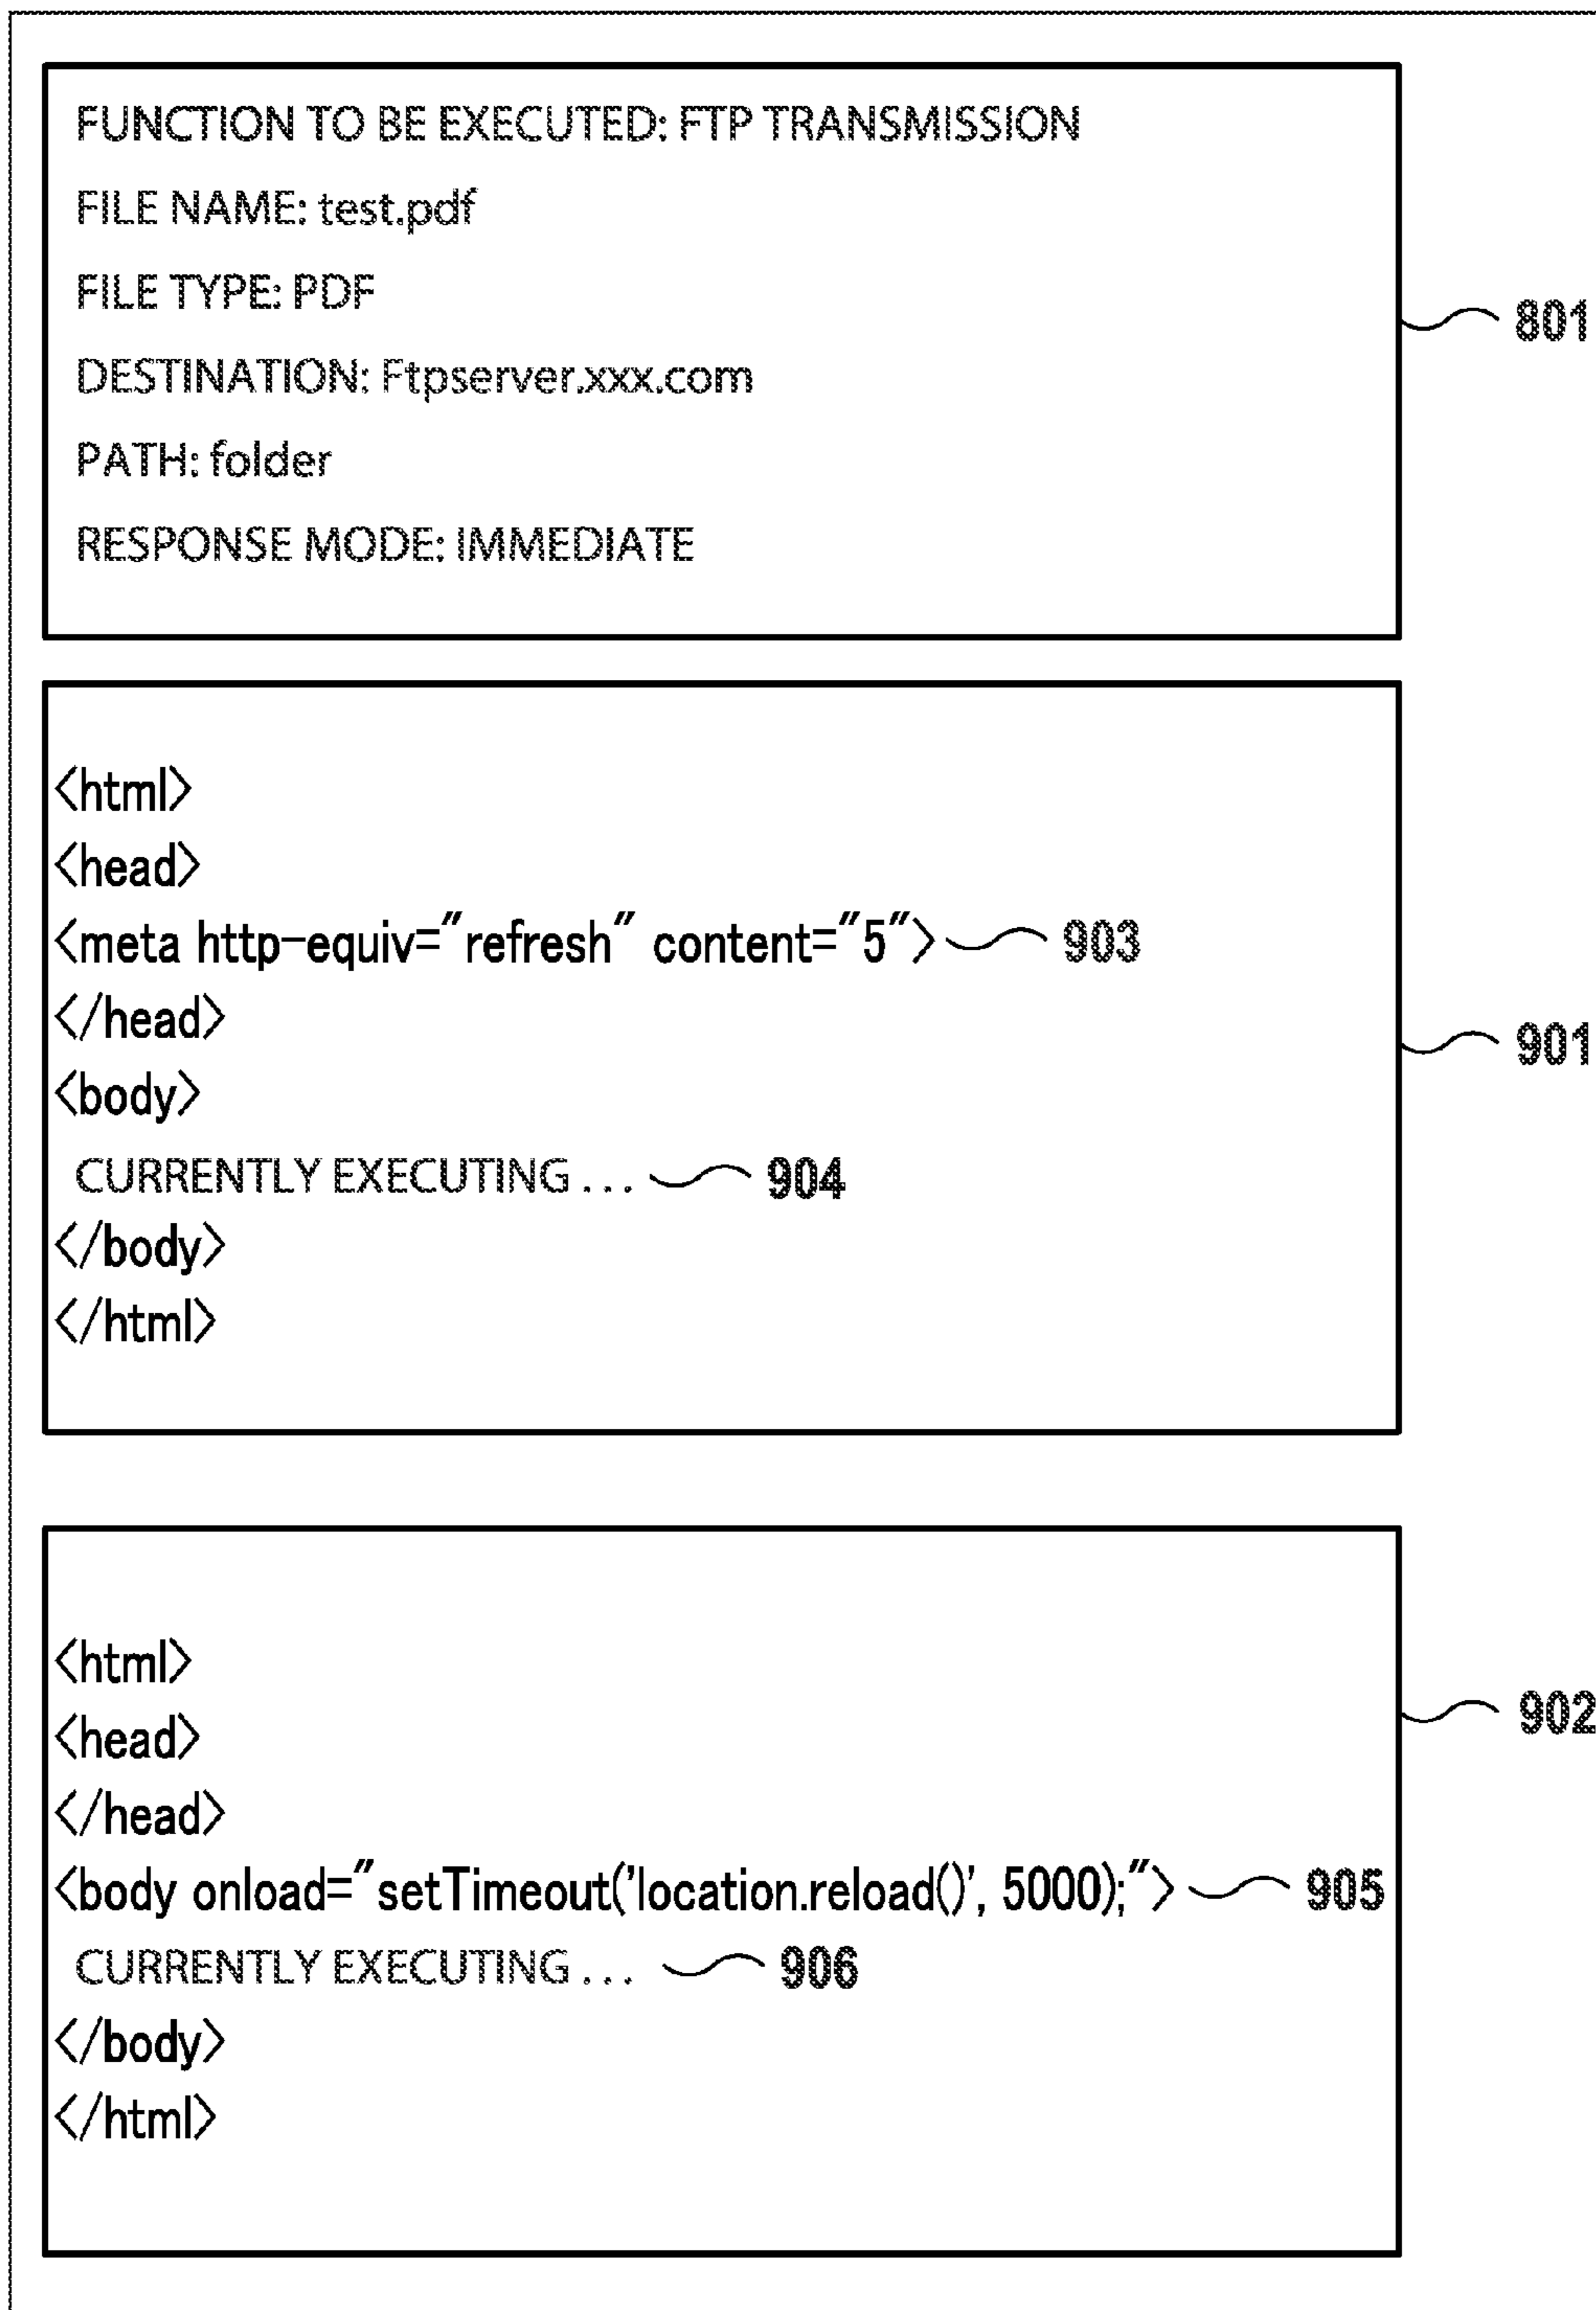 FUNCTION TO BE EXECUTED: FTP TRANSMISSION
FILE NAME: test.pdf
FILE TYPE: PDF
DESTINATION: Ftpserver.xxx.com
PATH: folder
RESPONSE MODE: IMMEDIATE
801
<html>
<head>
<meta http-equiv="refresh" content="5"> 903
</head>
<body>
CURRENTLY EXECUTING . . . 904
</body>
</html>
901
<html>
<head>
</head>
<body onload="setTimeout('location.reload()', 5000);"> 905
CURRENTLY EXECUTING . . . 906
</body>
</html>
902